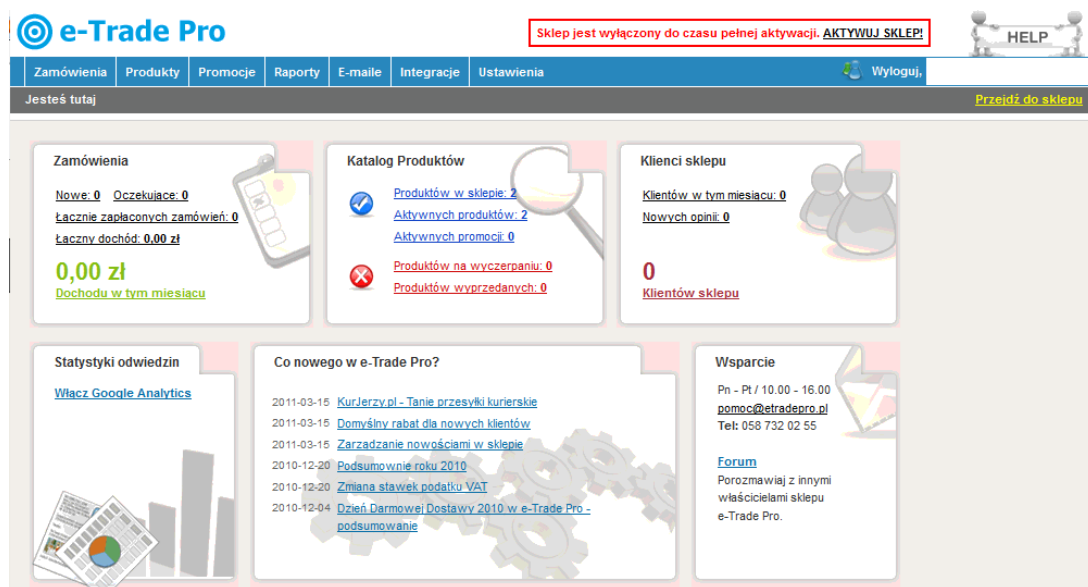 e-Trade Pro
Sklep jest wyłączony do czasu pełnej aktywacji. AKTYWUJ SKLEP!
HELP
Zamówienia Produkty Promocje Raporty E-maile Integracje Ustawienia Wyloguj,
Jesteś tutaj Przejdź do sklepu
Zamówienia
Nowe: 0 Oczekujące: 0
Łącznie zapłaconych zamówień: 0
Łączny dochód: 0,00 zł
0,00 zł
Dochodu w tym miesiacu
Katalog Produktów
Produktów w sklepie: 2
Aktywnych produktów: 2
Aktywnych promocji: 0
Produktów na wyczerpaniu: 0
Produktów wyprzedanych: 0
Klienci sklepu
Klientów w tym miesiacu: 0
Nowych opinii: 0
0
Klientów sklepu
Statystyki odwiedzin
Włącz Google Analytics
Co nowego w e-Trade Pro?
2011-03-15 KurJerzy.pl - Tanie przesyłki kurierskie
2011-03-15 Domyślny rabat dla nowych klientów
2011-03-15 Zarzadzanie nowościami w sklepie
2010-12-20 Podsumownie roku 2010
2010-12-20 Zmiana stawek podatku VAT
2010-12-04 Dzień Darmowej Dostawy 2010 w e-Trade Pro -
podsumowanie
Wsparcie
Pn - Pt / 10.00 - 16.00
pomoc@etradepro.pl
Tel: 058 732 02 55
Forum
Porozmawiaj z innymi
właścicielami sklepu
e-Trade Pro.